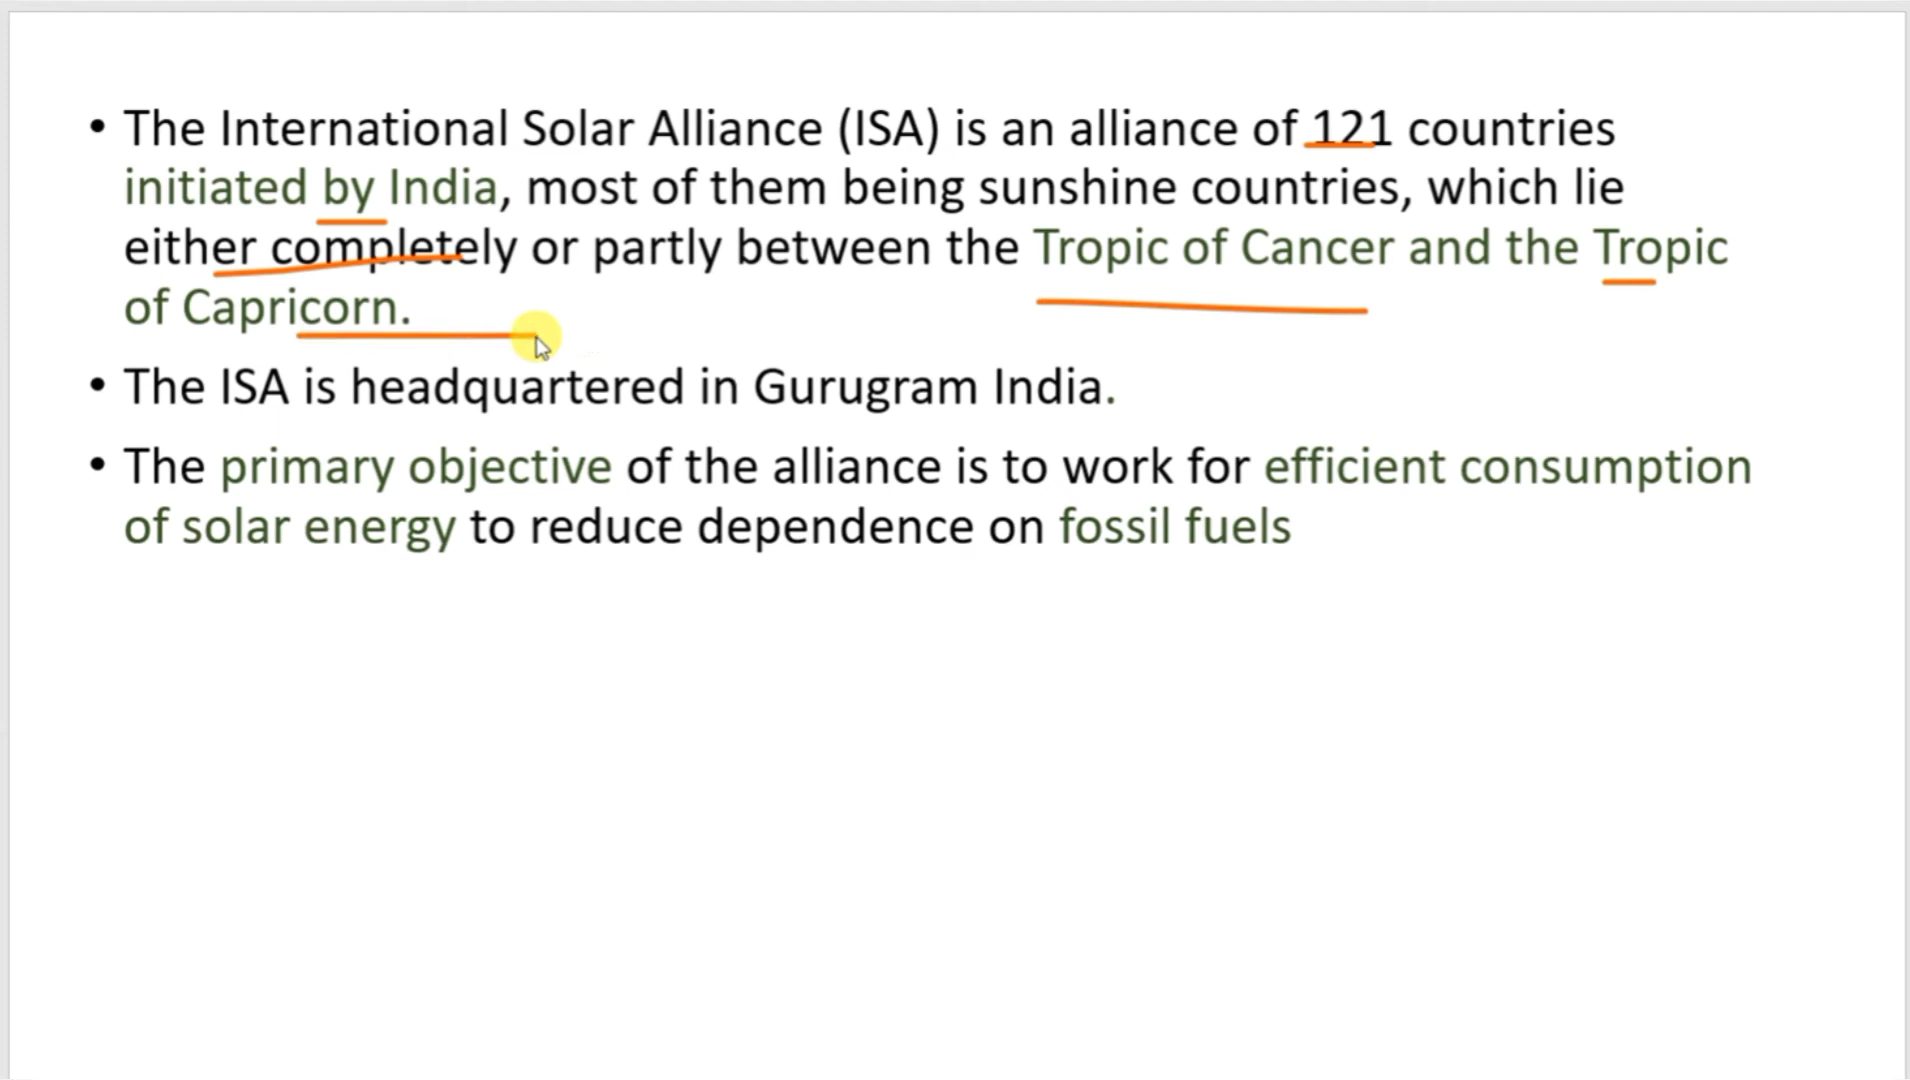 • The International Solar Alliance (ISA) is an alliance of 121 countries
initiated by India, most of them being sunshine countries, which lie
either completely or partly between the Tropic of Cancer and the Tropic
of Capricorn.
• The ISA is headquartered in Gurugram India.
• The primary objective of the alliance is to work for efficient consumption
of solar energy to reduce dependence on fossil fuels